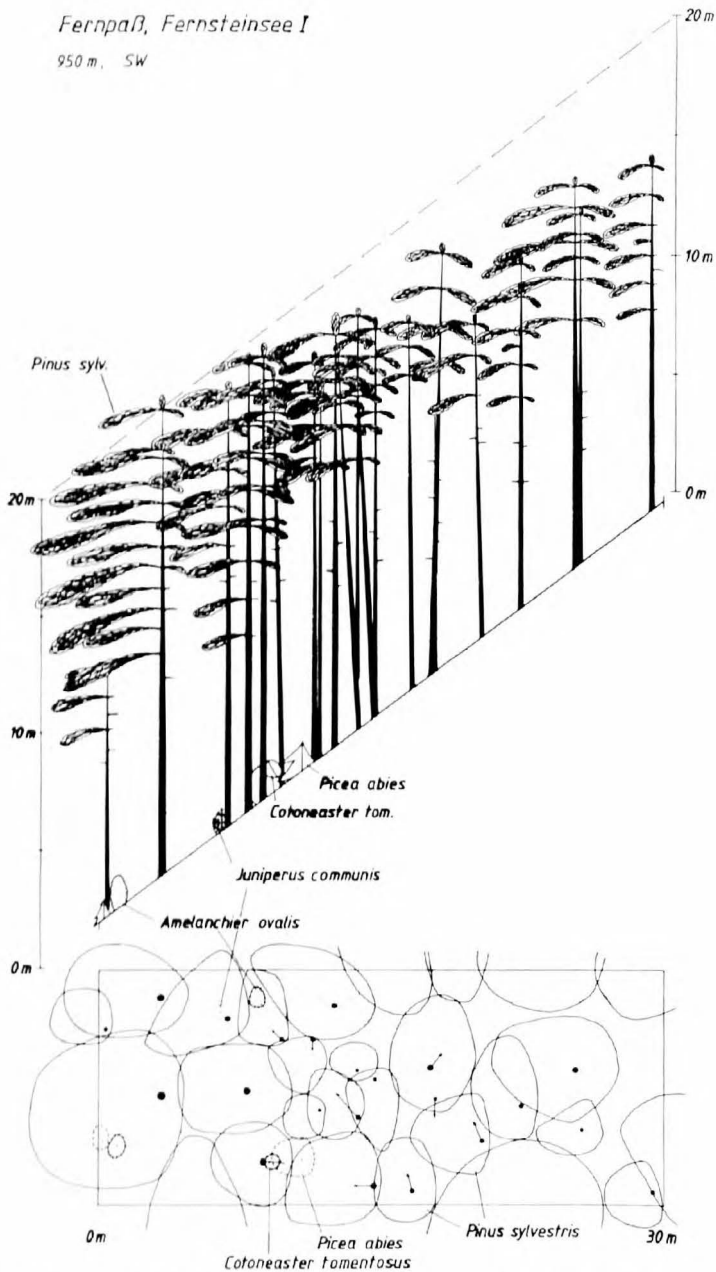 Fernpaß, Fernsteinsee I
950 m, SW
20 m
10 m
Pinus sylv.
20 m
0 m
10 m
Picea abies
Cotoneaster tom.
Juniperus communis
Amelanchier ovalis
0 m
0 m
Picea abies
Pinus sylvestris
30 m
Cotoneaster tomentosus